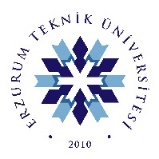 ERZURUM TEKNİK ÜNİVERSİTESİ
· 2010 ·